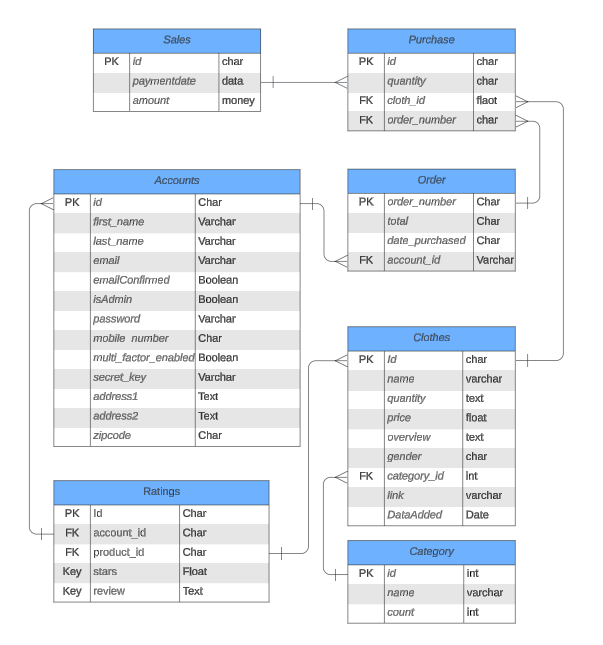 Sales
PK id char
paymentdate data
amount money
Purchase
PK id char
quantity char
FK cloth_id flaot
FK order_number char
Accounts
PK id Char
first_name Varchar
last_name Varchar
email Varchar
emailConfirmed Boolean
isAdmin Boolean
password Varchar
mobile_number Char
multi_factor_enabled Boolean
secret_key Varchar
address1 Text
address2 Text
zipcode Char
Order
PK order_number Char
total Char
date_purchased Char
FK account_id Varchar
Clothes
PK Id char
name varchar
quantity text
price float
overview text
gender char
FK category_id int
link varchar
DataAdded Date
Ratings
PK Id Char
FK account_id Char
FK product_id Char
Key stars Float
Key review Text
Category
PK id int
name varchar
count int